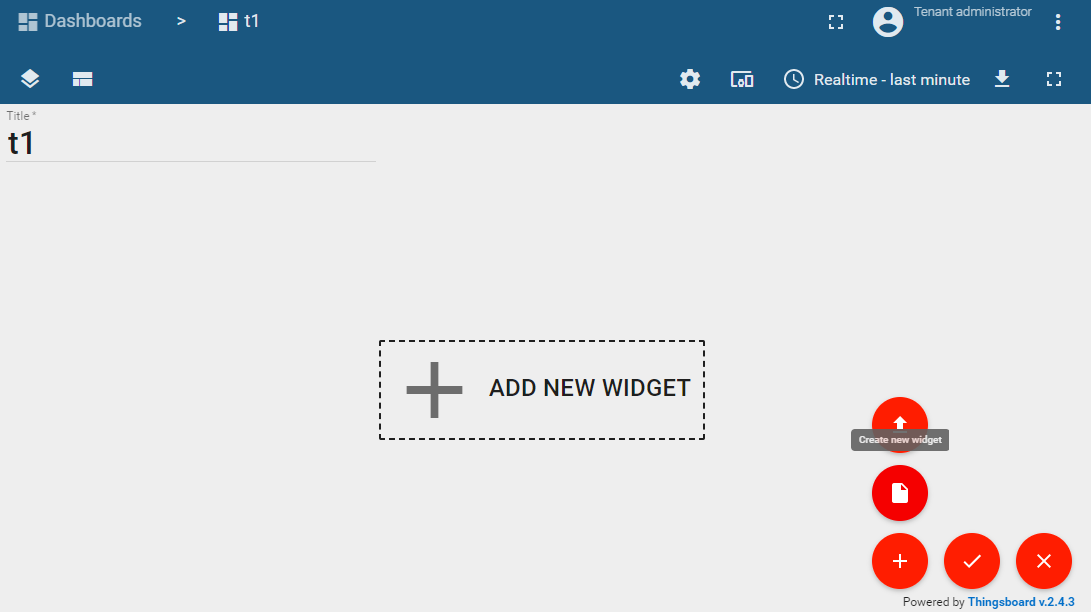 Dashboards > t1
Tenant administrator
Realtime - last minute
Title *
t1
ADD NEW WIDGET
Create new widget
Powered by Thingsboard v.2.4.3